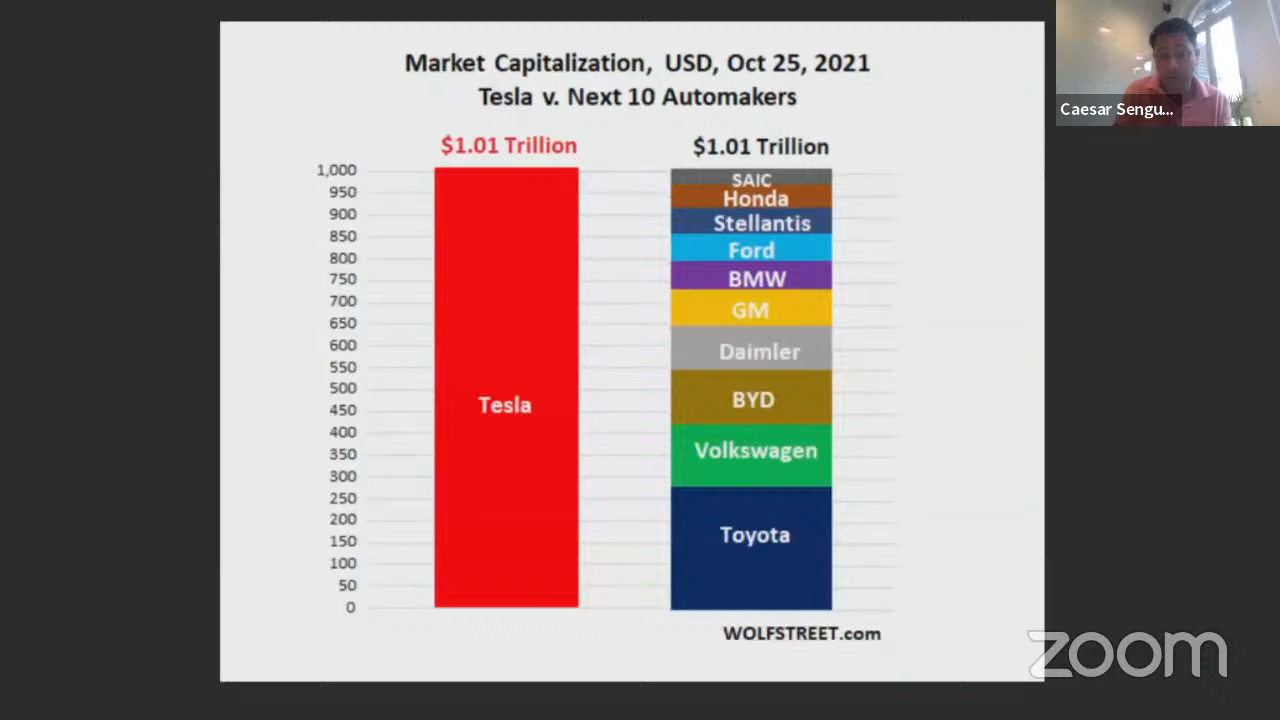 Market Capitalization, USD, Oct 25, 2021
Tesla v. Next 10 Automakers
$1.01 Trillion
$1.01 Trillion
1,000
950
900
850
800
750
700
650
600
550
500
450
400
350
300
250
200
150
100
50
0
Tesla
SAIC
Honda
Stellantis
Ford
BMW
GM
Daimler
BYD
Volkswagen
Toyota
WOLFSTREET.com
Caesar Sengu...
zoom